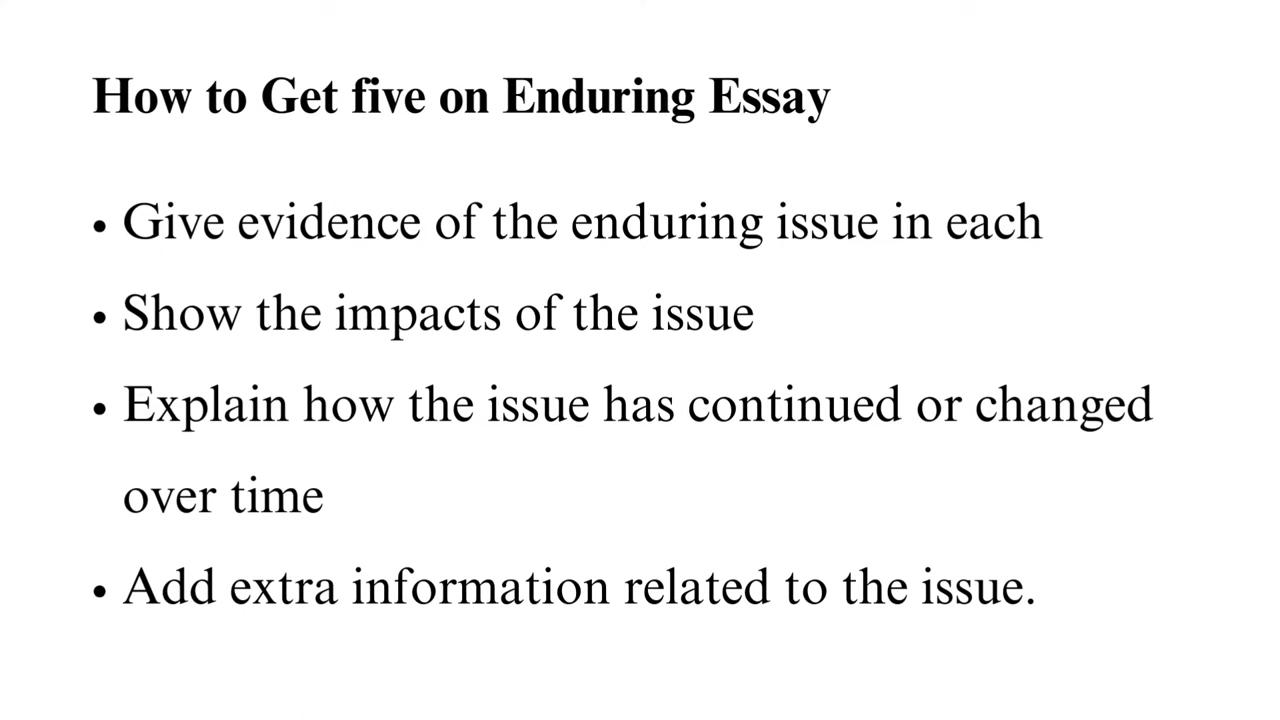 How to Get five on Enduring Essay
• Give evidence of the enduring issue in each
• Show the impacts of the issue
• Explain how the issue has continued or changed
over time
• Add extra information related to the issue.